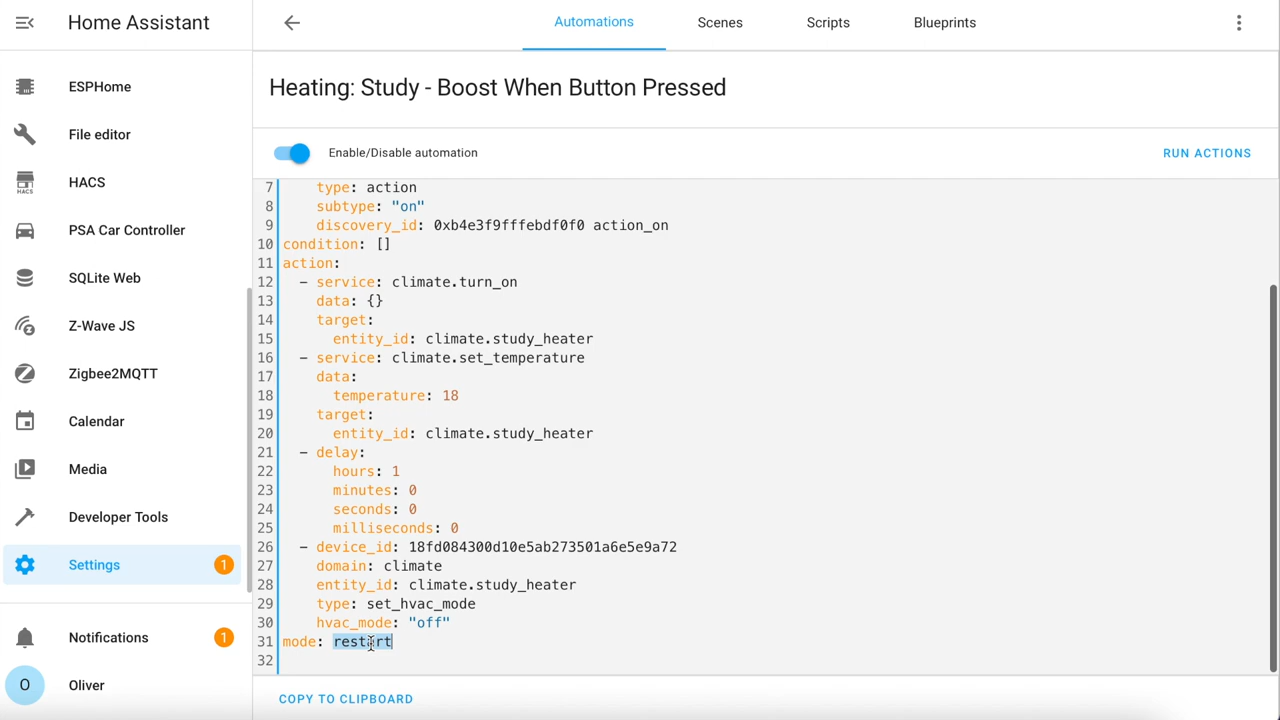 Home Assistant
Automations
Scenes
Scripts
Blueprints
ESPHome
File editor
HACS
HACS
PSA Car Controller
SQLite Web
Z-Wave JS
Zigbee2MQTT
Calendar
Media
Developer Tools
Settings
1
Notifications
1
O
Oliver
Heating: Study - Boost When Button Pressed
Enable/Disable automation
RUN ACTIONS
7 type: action
8 subtype: "on"
9 discovery_id: 0xb4e3f9fffebdf0f0 action_on
10 condition: []
11 action:
12 - service: climate.turn_on
13 data: {}
14 target:
15 entity_id: climate.study_heater
16 - service: climate.set_temperature
17 data:
18 temperature: 18
19 target:
20 entity_id: climate.study_heater
21 - delay:
22 hours: 1
23 minutes: 0
24 seconds: 0
25 milliseconds: 0
26 - device_id: 18fd084300d10e5ab273501a6e5e9a72
27 domain: climate
28 entity_id: climate.study_heater
29 type: set_hvac_mode
30 hvac_mode: "off"
31 mode: restart
32
COPY TO CLIPBOARD